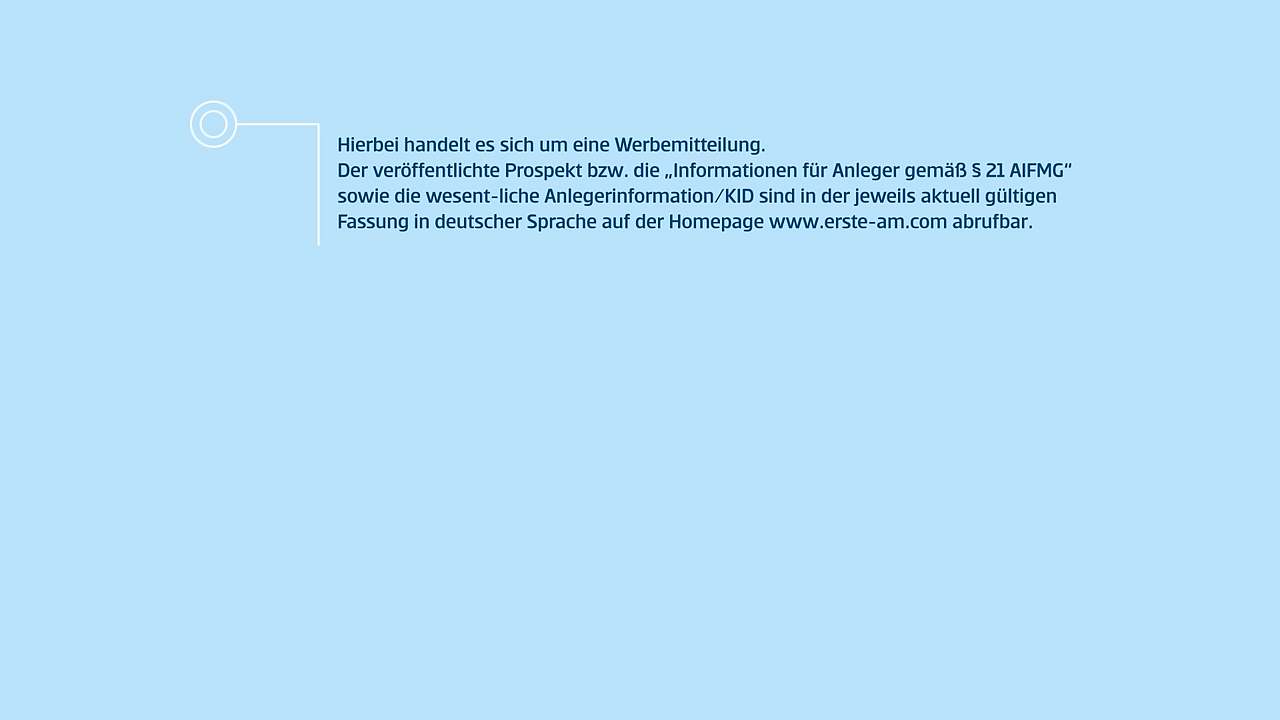 Hierbei handelt es sich um eine Werbemitteilung.
Der veröffentlichte Prospekt bzw. die „Informationen für Anleger gemäß § 21 AIFMG“
sowie die wesent-liche Anlegerinformation/KID sind in der jeweils aktuell gültigen
Fassung in deutscher Sprache auf der Homepage www.erste-am.com abrufbar.